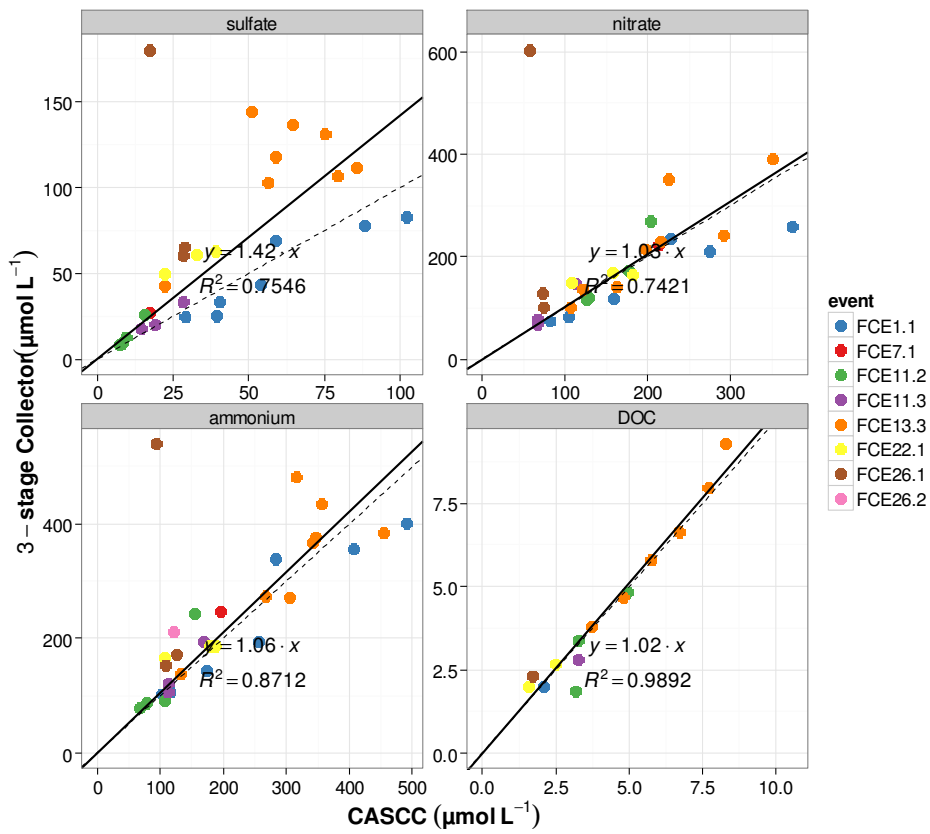 sulfate
nitrate
150
100
50
0
0
25
50
75
100
y = 1.42 · x
R² = 0.7546
600
400
200
0
0
100
200
300
y = 1.03 · x
R² = 0.7421
ammonium
DOC
400
200
0
0
100
200
300
400
500
y = 1.06 · x
R² = 0.8712
7.5
5.0
2.5
0.0
0.0
2.5
5.0
7.5
10.0
y = 1.02 · x
R² = 0.9892
3 − stage Collector(µmol L⁻¹)
CASCC (µmol L⁻¹)
event
FCE1.1
FCE7.1
FCE11.2
FCE11.3
FCE13.3
FCE22.1
FCE26.1
FCE26.2